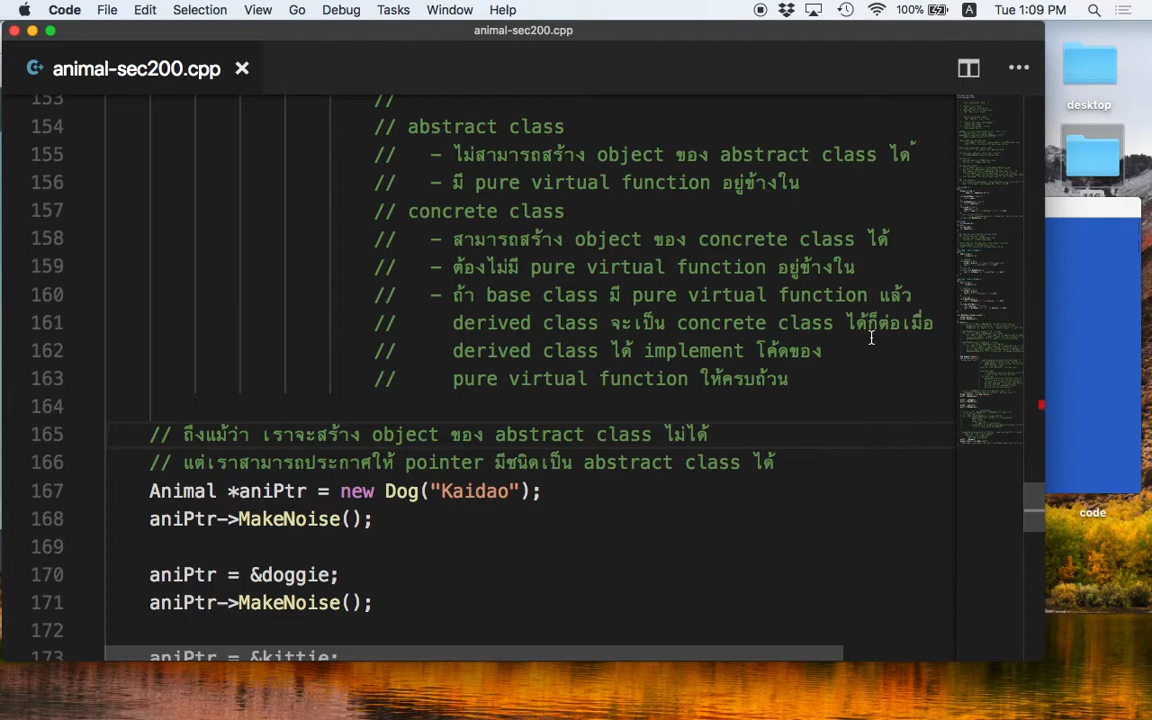 Code File Edit Selection View Go Debug Tasks Window Help 100% A Tue 1:09 PM
animal-sec200.cpp
animal-sec200.cpp
desktop
153 //
154 // abstract class
155 // - ไม่สามารถสร้าง object ของ abstract class ได้
156 // - มี pure virtual function อยู่ข้างใน
157 // concrete class
158 // - สามารถสร้าง object ของ concrete class ได้
159 // - ต้องไม่มี pure virtual function อยู่ข้างใน
160 // - ถ้า base class มี pure virtual function แล้ว
161 // derived class จะเป็น concrete class ได้ก็ต่อเมื่อ
162 // derived class ได้ implement โค้ดของ
163 // pure virtual function ให้ครบถ้วน
164
165 // ถึงแม้ว่า เราจะสร้าง object ของ abstract class ไม่ได้
166 // แต่เราสามารถประกาศให้ pointer มีชนิดเป็น abstract class ได้
167 Animal *aniPtr = new Dog("Kaidao");
168 aniPtr->MakeNoise();
169
170 aniPtr = &doggie;
171 aniPtr->MakeNoise();
172
173 aniPtr = &kittie;
code